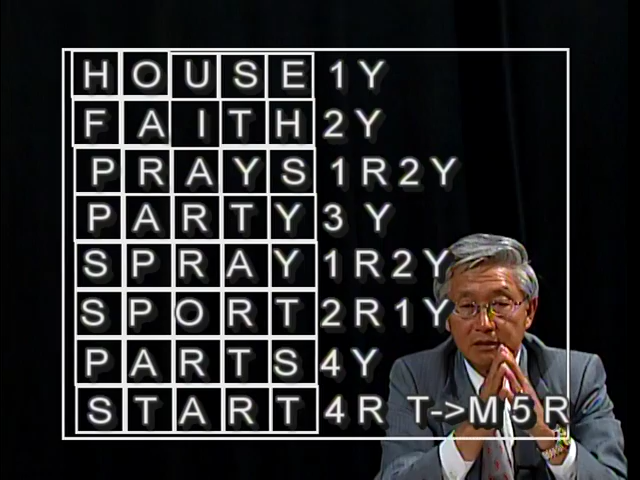 HOUSE 1Y
FAITH 2Y
PRAYS 1R2Y
PARTY 3 Y
SPRAY 1R2Y
SPORT 2R1Y
PARTS 4Y
START 4R T->M 5R